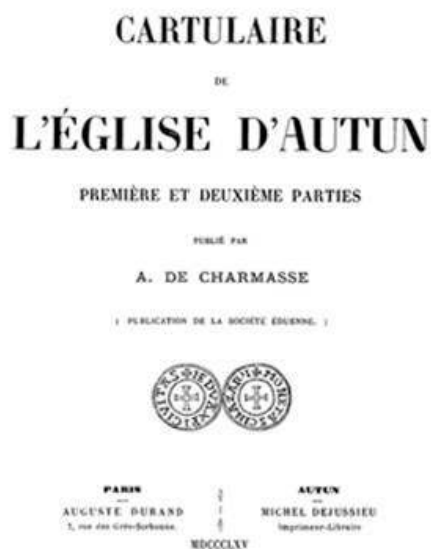 CARTULAIRE
DE
L'ÉGLISE D'AUTUN
PREMIÈRE ET DEUXIÈME PARTIES
PUBLIÉ PAR
A. DE CHARMASSE
( PUBLICATION DE LA SOCIÉTÉ ÉDUENNE. )
PARIS
AUGUSTE DURAND
7, rue des Grès-Sorbonne.
AUTUN
MICHEL DEJUSSIEU
Imprimeur-Libraire
MDCCCLXV